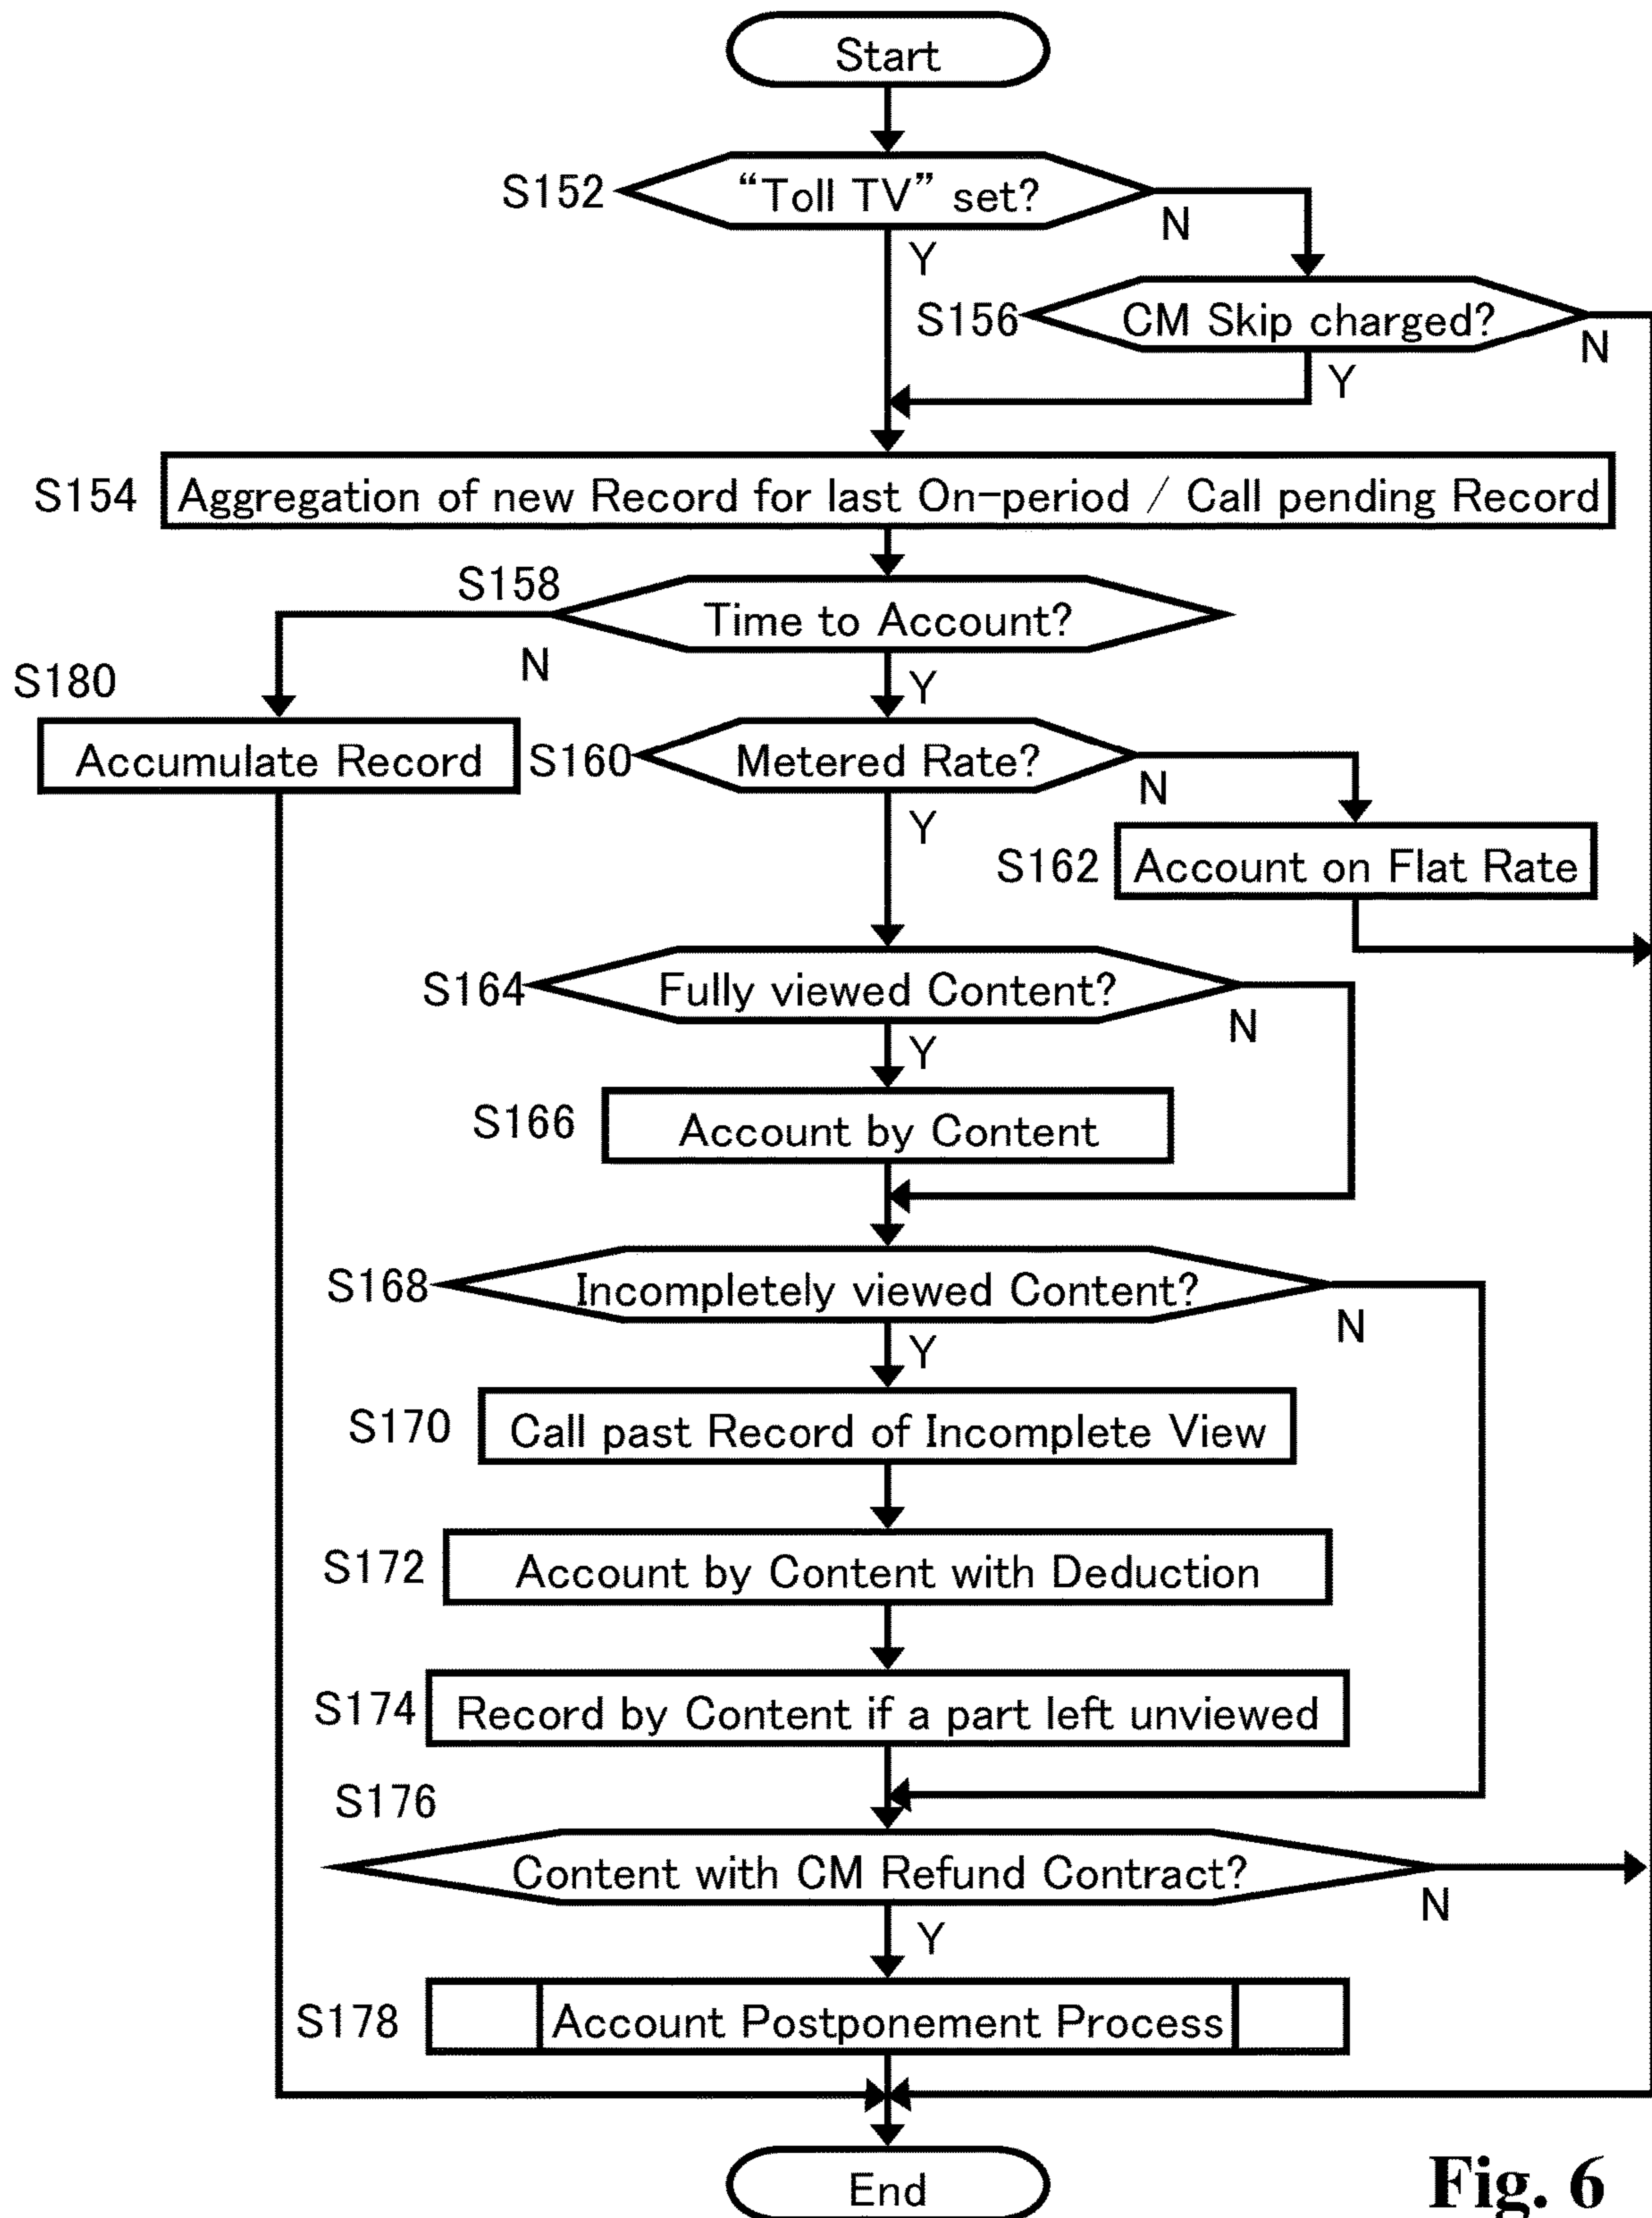 Start
S152
“Toll TV” set?
N
Y
S156
CM Skip charged?
N
Y
S154
Aggregation of new Record for last On-period / Call pending Record
S158
Time to Account?
N
Y
S180
Accumulate Record
S160
Metered Rate?
N
Y
S162
Account on Flat Rate
S164
Fully viewed Content?
N
Y
S166
Account by Content
S168
Incompletely viewed Content?
N
Y
S170
Call past Record of Incomplete View
S172
Account by Content with Deduction
S174
Record by Content if a part left unviewed
S176
Content with CM Refund Contract?
N
Y
S178
Account Postponement Process
End
Fig. 6